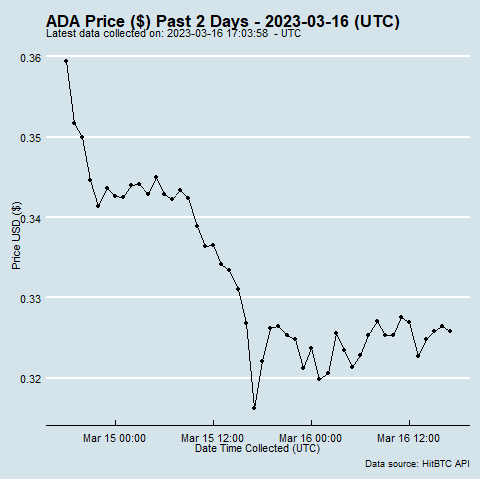 ADA Price ($) Past 2 Days - 2023-03-16 (UTC)
Latest data collected on: 2023-03-16 17:03:58 - UTC
0.36
0.35
0.34
0.33
0.32
Price USD ($)
Mar 15 00:00 Mar 15 12:00 Mar 16 00:00 Mar 16 12:00
Date Time Collected (UTC)
Data source: HitBTC API